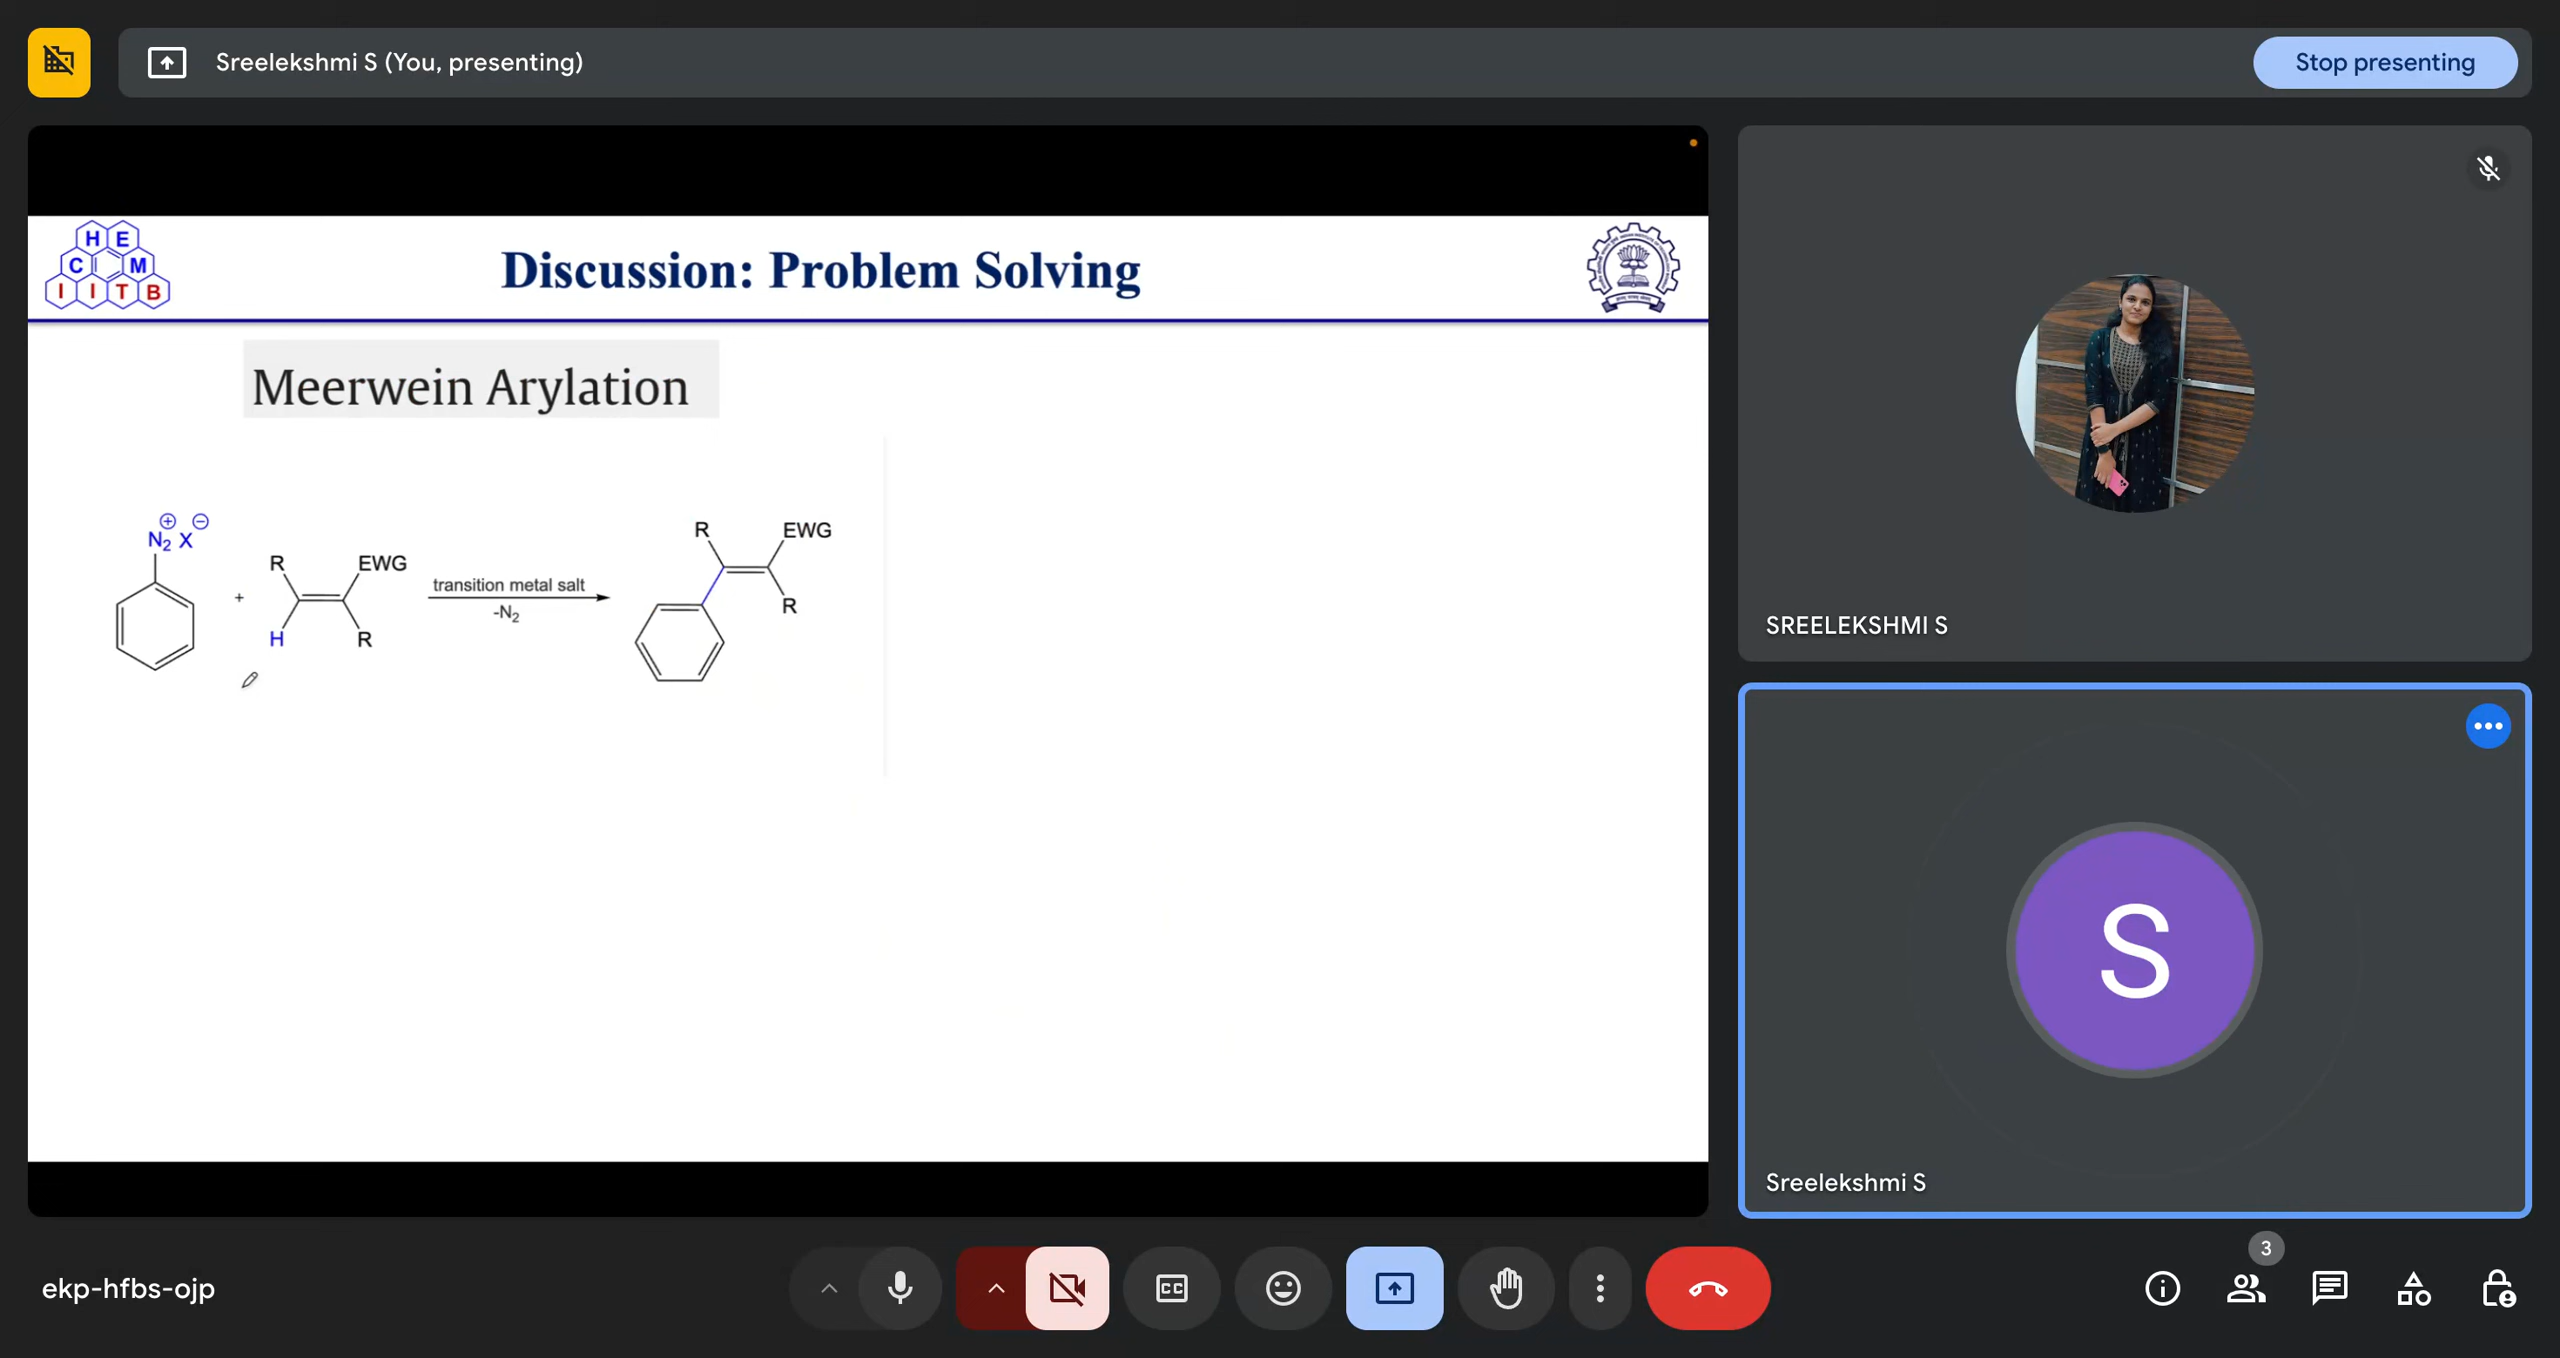 Sreelekshmi S (You, presenting)
Stop presenting
H E
C M
I I T B
Discussion: Problem Solving
Meerwein Arylation
⊕ ⊖
N2 X
+
R
EWG
H
R
transition metal salt
-N2
R
EWG
R
SREELEKSHMI S
S
Sreelekshmi S
ekp-hfbs-ojp
CC
3